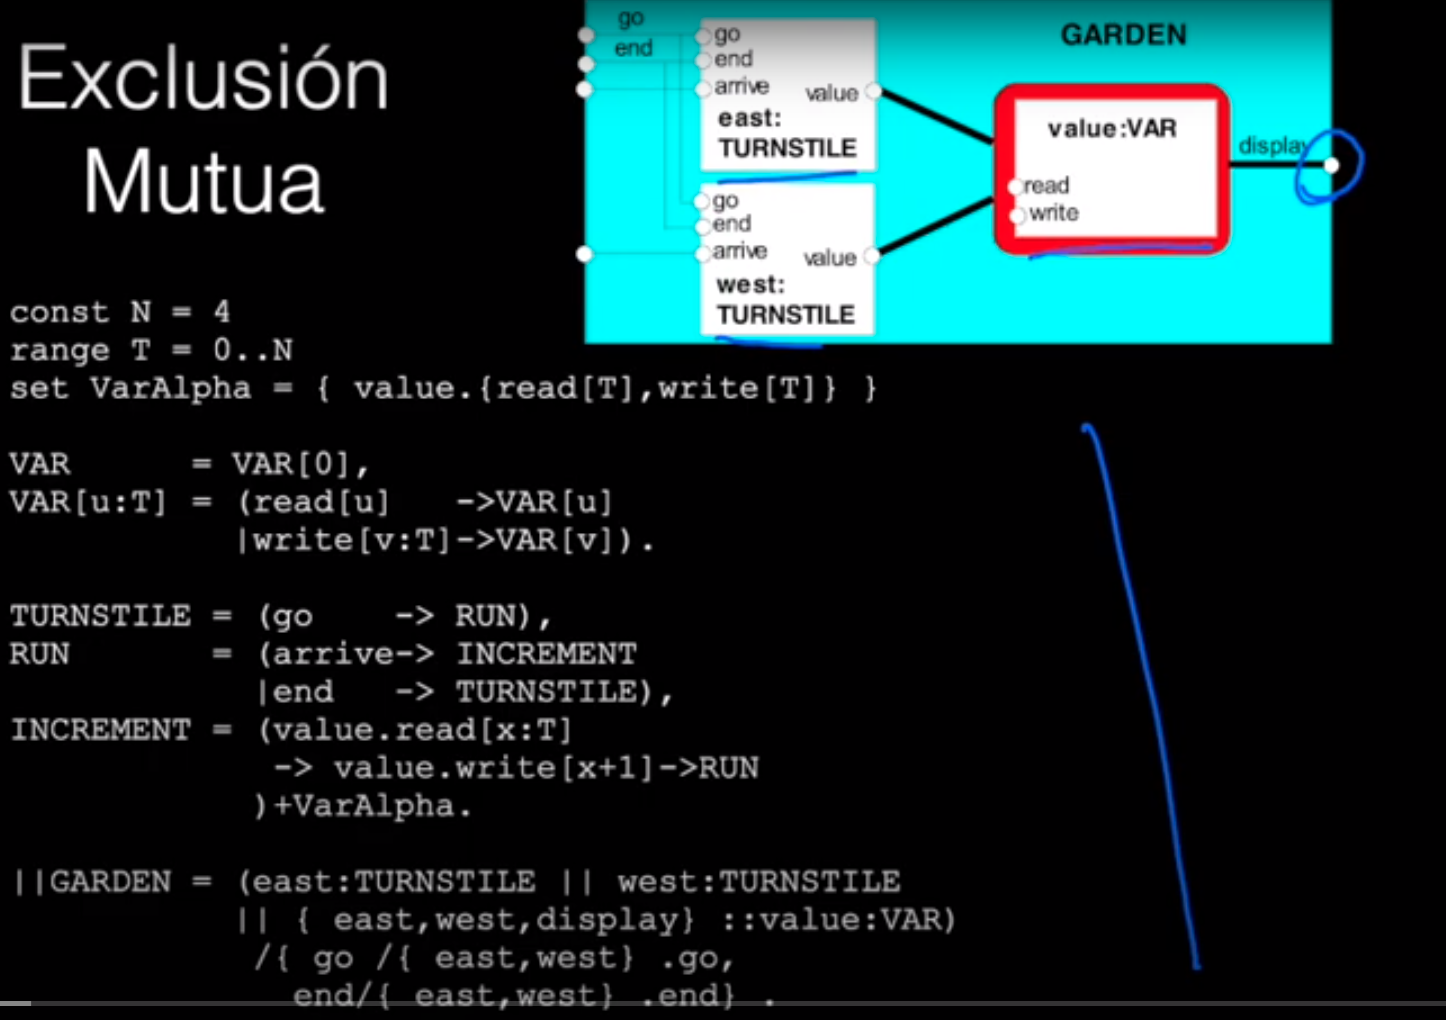 Exclusión
Mutua
go
end
go
end
arrive
value
east:
TURNSTILE
go
end
arrive
value
west:
TURNSTILE
GARDEN
value:VAR
read
write
display
const N = 4
range T = 0..N
set VarAlpha = { value.{read[T],write[T]} }
VAR      = VAR[0],
VAR[u:T] = (read[u]   ->VAR[u]
|write[v:T]->VAR[v]).
TURNSTILE = (go    -> RUN),
RUN       = (arrive-> INCREMENT
|end   -> TURNSTILE),
INCREMENT = (value.read[x:T]
-> value.write[x+1]->RUN
)+VarAlpha.
||GARDEN = (east:TURNSTILE || west:TURNSTILE
|| { east,west,display} ::value:VAR)
/{ go /{ east,west} .go,
end/{ east,west} .end} .